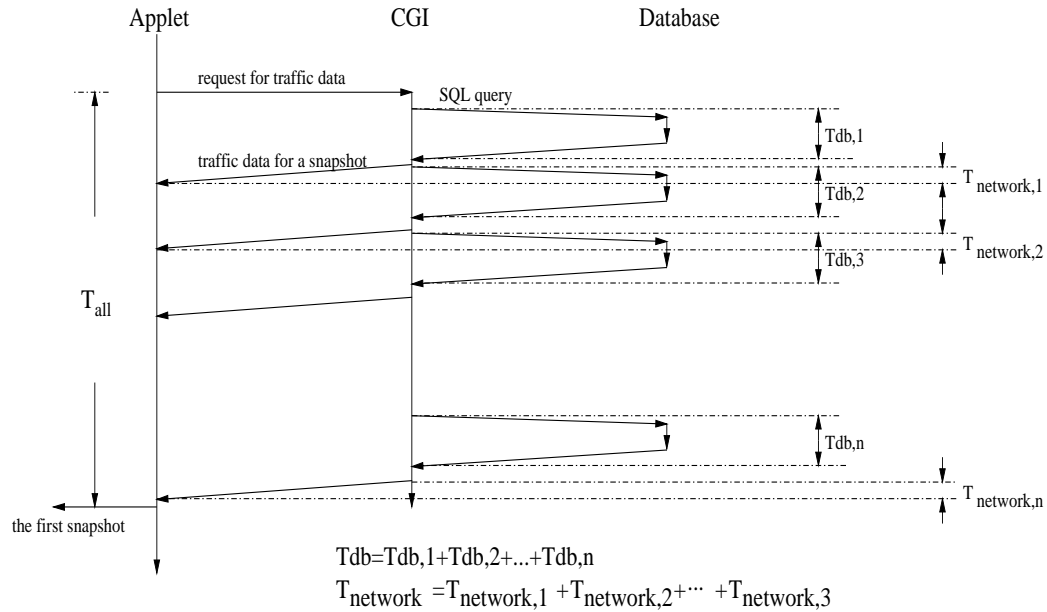 Applet CGI Database
request for traffic data
SQL query
Tdb,1
traffic data for a snapshot
T network,1
Tdb,2
T network,2
Tdb,3
T all
Tdb,n
T network,n
the first snapshot
Tdb=Tdb,1+Tdb,2+...+Tdb,n
T network =T network,1 +T network,2+... +T network,3